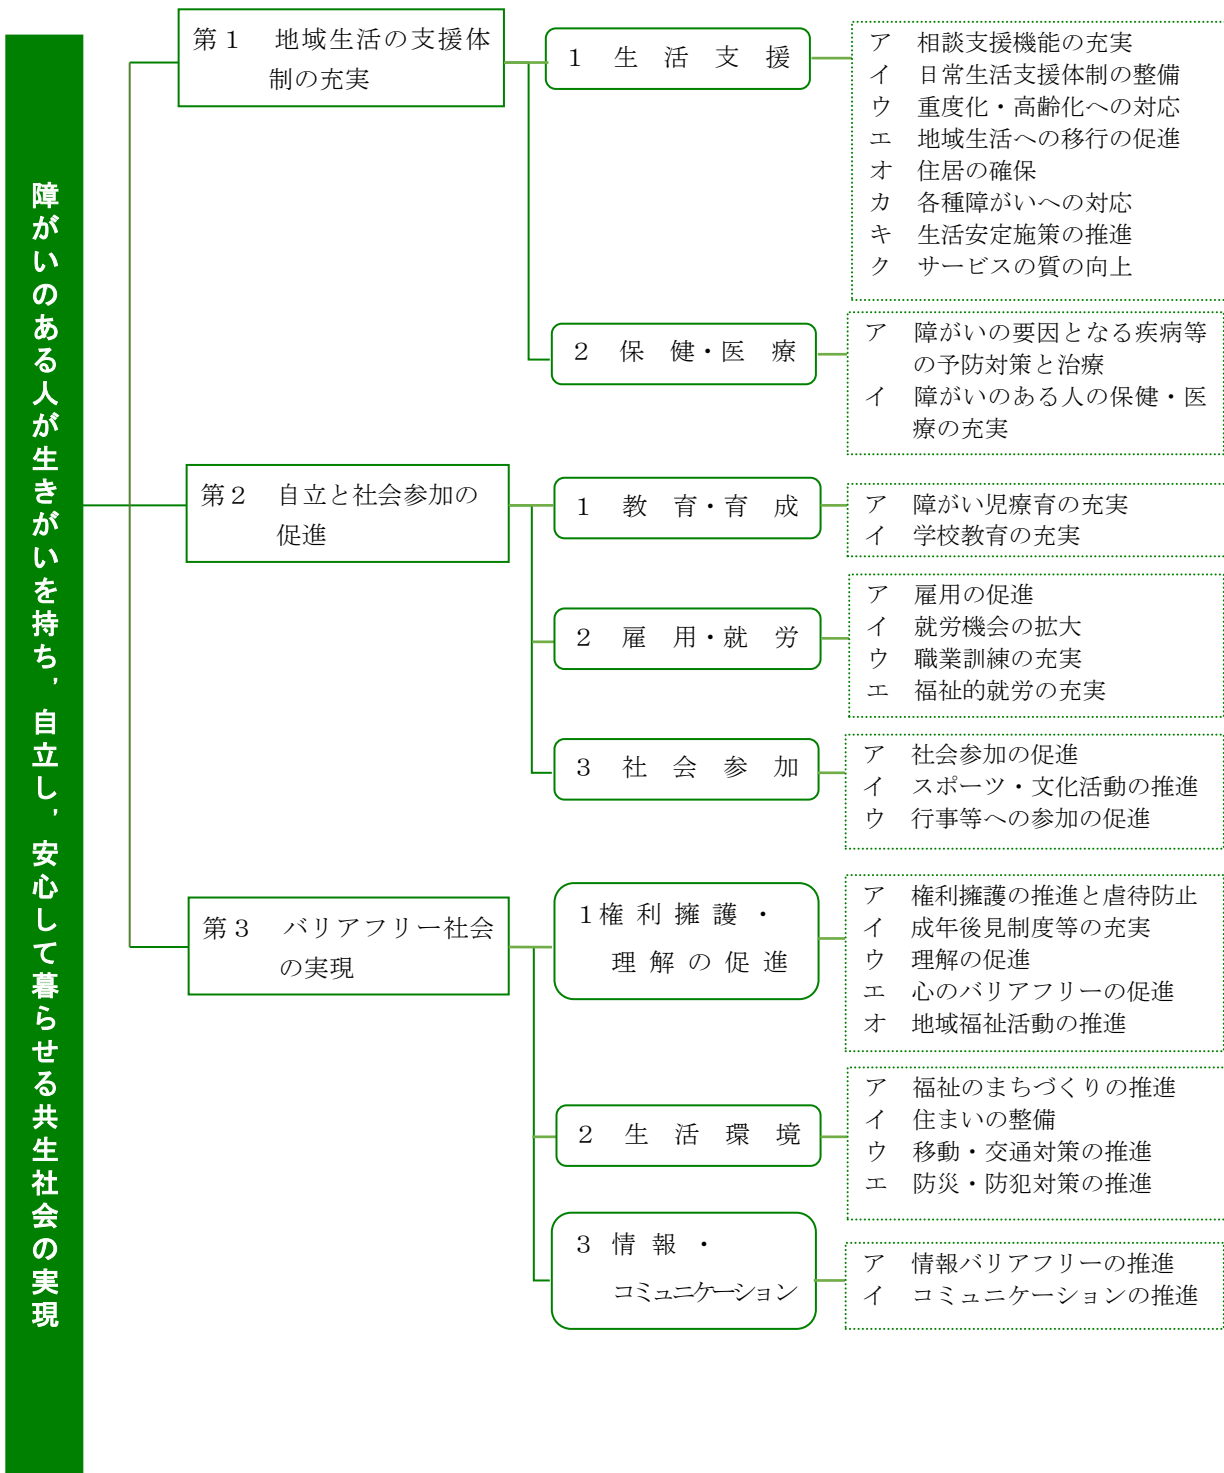 障がいのある人が生きがいを持ち，自立し，安心して暮らせる共生社会の実現
第１　地域生活の支援体
制の充実
１　生　活　支　援
ア　相談支援機能の充実
イ　日常生活支援体制の整備
ウ　重度化・高齢化への対応
エ　地域生活への移行の促進
オ　住居の確保
カ　各種障がいへの対応
キ　生活安定施策の推進
ク　サービスの質の向上
２　保　健・医　療
ア　障がいの要因となる疾病等
の予防対策と治療
イ　障がいのある人の保健・医
療の充実
第２　自立と社会参加の
促進
１　教　育・育　成
ア　障がい児療育の充実
イ　学校教育の充実
２　雇　用・就　労
ア　雇用の促進
イ　就労機会の拡大
ウ　職業訓練の充実
エ　福祉的就労の充実
３　社　会　参　加
ア　社会参加の促進
イ　スポーツ・文化活動の推進
ウ　行事等への参加の促進
第３　バリアフリー社会
の実現
１権 利 擁 護 ・
理 解 の 促 進
ア　権利擁護の推進と虐待防止
イ　成年後見制度等の充実
ウ　理解の促進
エ　心のバリアフリーの促進
オ　地域福祉活動の推進
２　生　活　環　境
ア　福祉のまちづくりの推進
イ　住まいの整備
ウ　移動・交通対策の推進
エ　防災・防犯対策の推進
３ 情 報 ・
コミュニケーション
ア　情報バリアフリーの推進
イ　コミュニケーションの推進